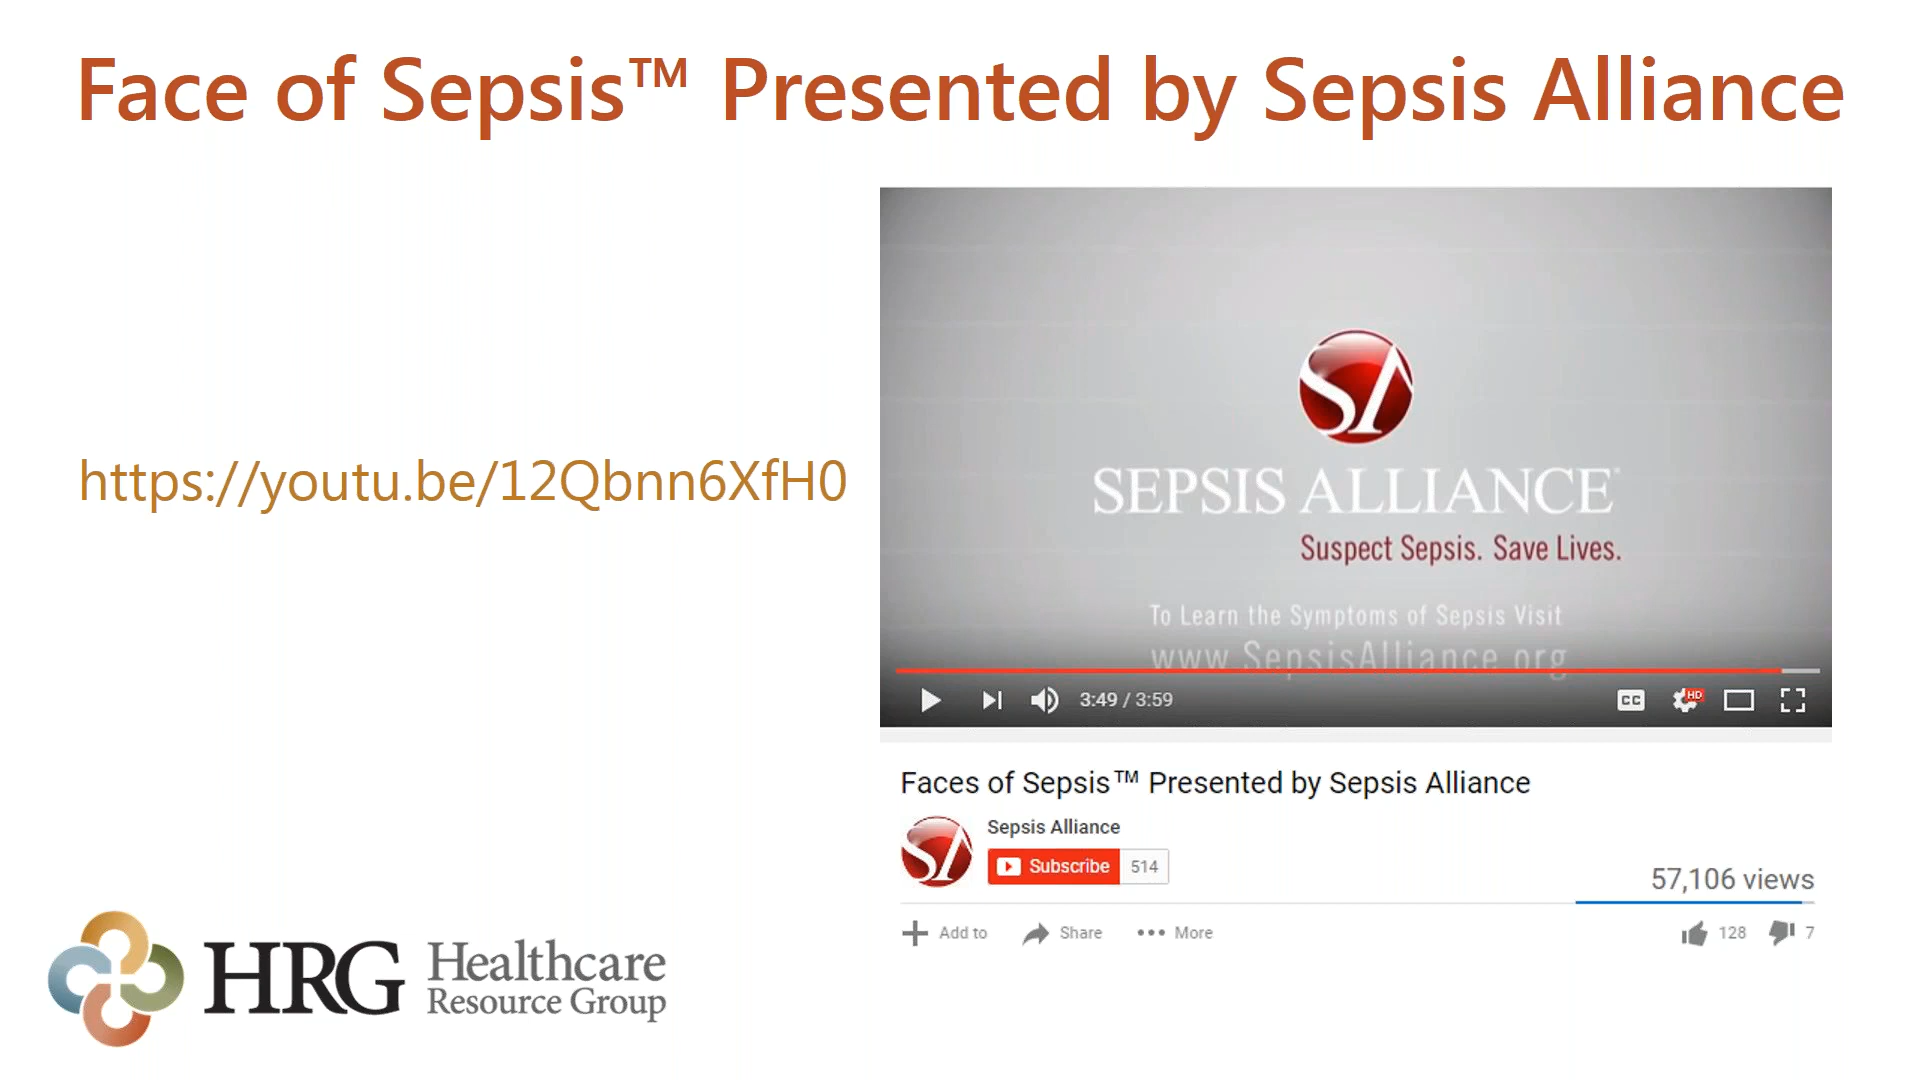 Face of Sepsis™ Presented by Sepsis Alliance
https://youtu.be/12Qbnn6XfH0
SA
SEPSIS ALLIANCE®
Suspect Sepsis. Save Lives.
To Learn the Symptoms of Sepsis Visit
www.SepsisAlliance.org
3:49 / 3:59
CC
HD
Faces of Sepsis™ Presented by Sepsis Alliance
SA
Sepsis Alliance
Subscribe 514
57,106 views
Add to Share More
128 7
HRG Healthcare
Resource Group